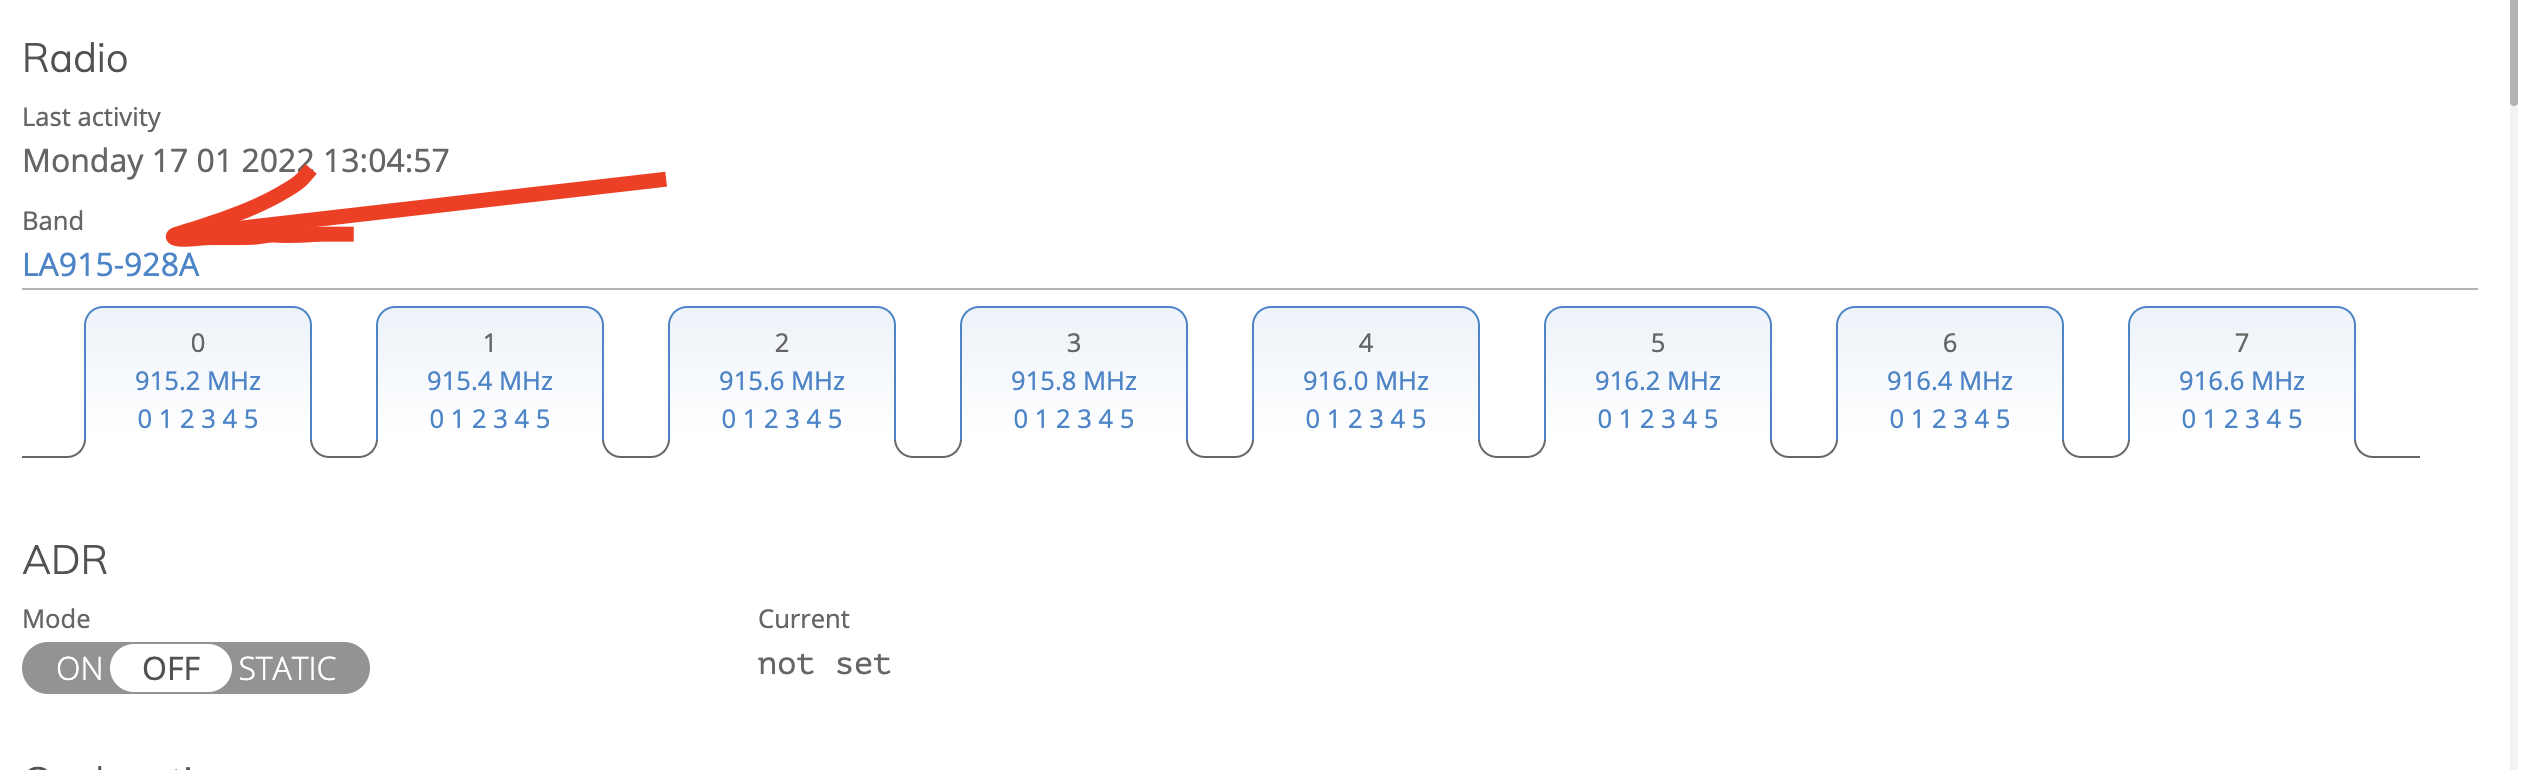 Radio
Last activity
Monday 17 01 2022 13:04:57
Band
LA915-928A
0 1 2 3 4 5 6 7
915.2 MHz 915.4 MHz 915.6 MHz 915.8 MHz 916.0 MHz 916.2 MHz 916.4 MHz 916.6 MHz
0 1 2 3 4 5 0 1 2 3 4 5 0 1 2 3 4 5 0 1 2 3 4 5 0 1 2 3 4 5 0 1 2 3 4 5 0 1 2 3 4 5 0 1 2 3 4 5
ADR
Mode Current
ON OFF STATIC not set